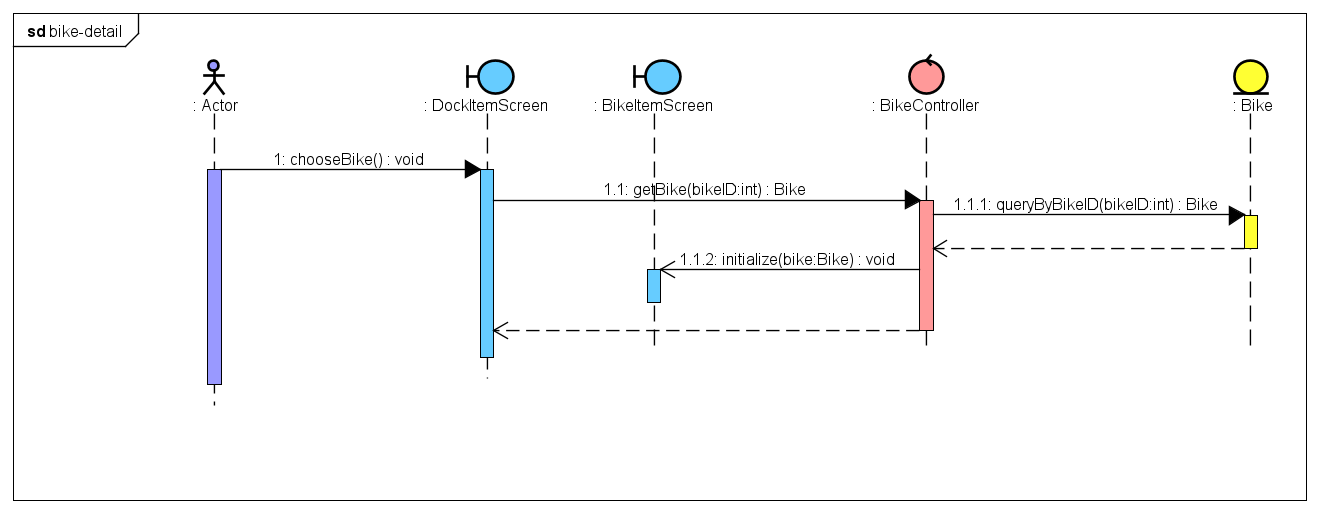 sd bike-detail
: Actor
: DockItemScreen
: BikeItemScreen
: BikeController
: Bike
1: chooseBike() : void
1.1: getBike(bikeID:int) : Bike
1.1.1: queryByBikeID(bikeID:int) : Bike
1.1.2: initialize(bike:Bike) : void